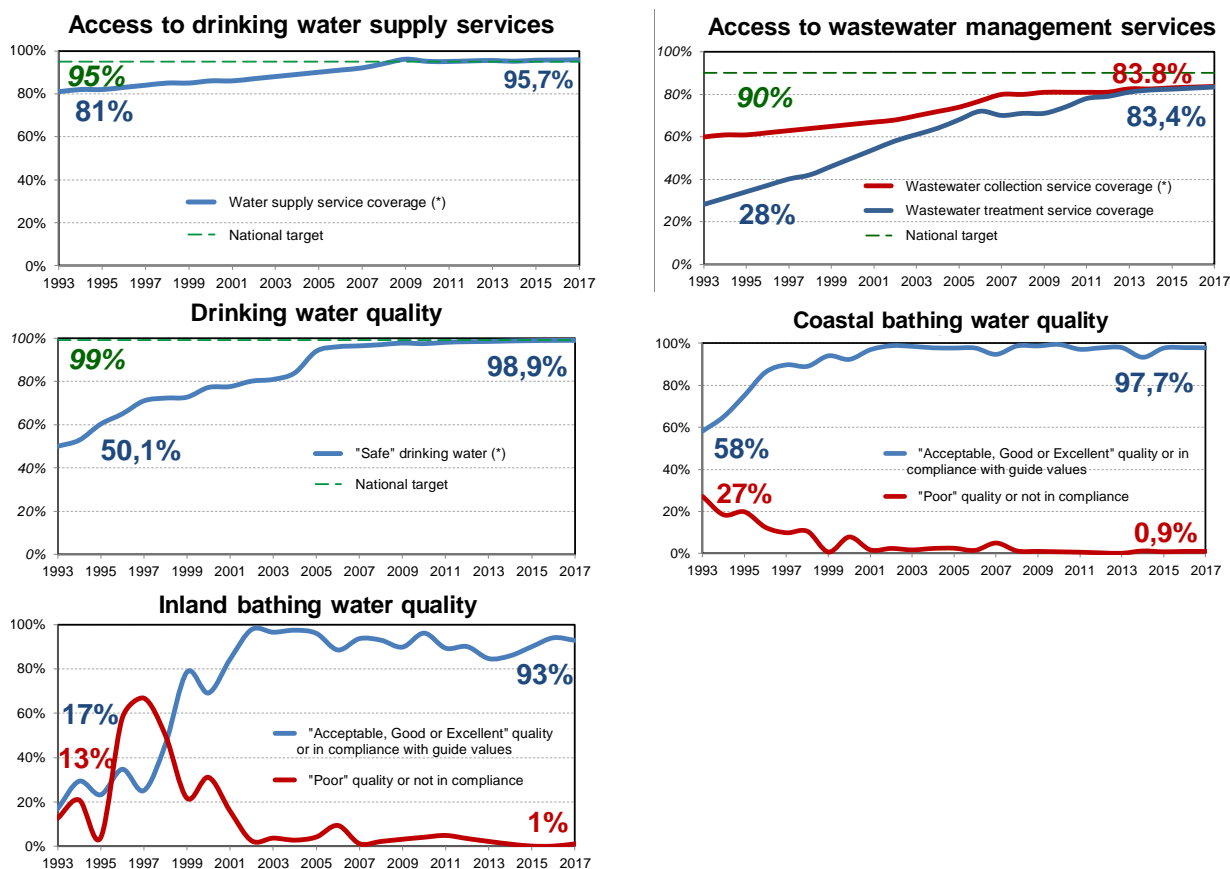 Access to drinking water supply services
100%
80%
60%
40%
20%
0%
95%
81%
95,7%
Water supply service coverage (*)
National target
1993 1995 1997 1999 2001 2003 2005 2007 2009 2011 2013 2015 2017
Access to wastewater management services
100%
80%
60%
40%
20%
0%
90%
28%
83.8%
83,4%
Wastewater collection service coverage (*)
Wastewater treatment service coverage
National target
1993 1995 1997 1999 2001 2003 2005 2007 2009 2011 2013 2015 2017
Drinking water quality
100%
80%
60%
40%
20%
0%
99%
50,1%
98,9%
"Safe" drinking water (*)
National target
1993 1995 1997 1999 2001 2003 2005 2007 2009 2011 2013 2015 2017
Coastal bathing water quality
100%
80%
60%
40%
20%
0%
58%
27%
97,7%
0,9%
"Acceptable, Good or Excellent" quality or in
compliance with guide values
"Poor" quality or not in compliance
1993 1995 1997 1999 2001 2003 2005 2007 2009 2011 2013 2015 2017
Inland bathing water quality
100%
80%
60%
40%
20%
0%
17%
13%
93%
1%
"Acceptable, Good or Excellent" quality
or in compliance with guide values
"Poor" quality or not in compliance
1993 1995 1997 1999 2001 2003 2005 2007 2009 2011 2013 2015 2017